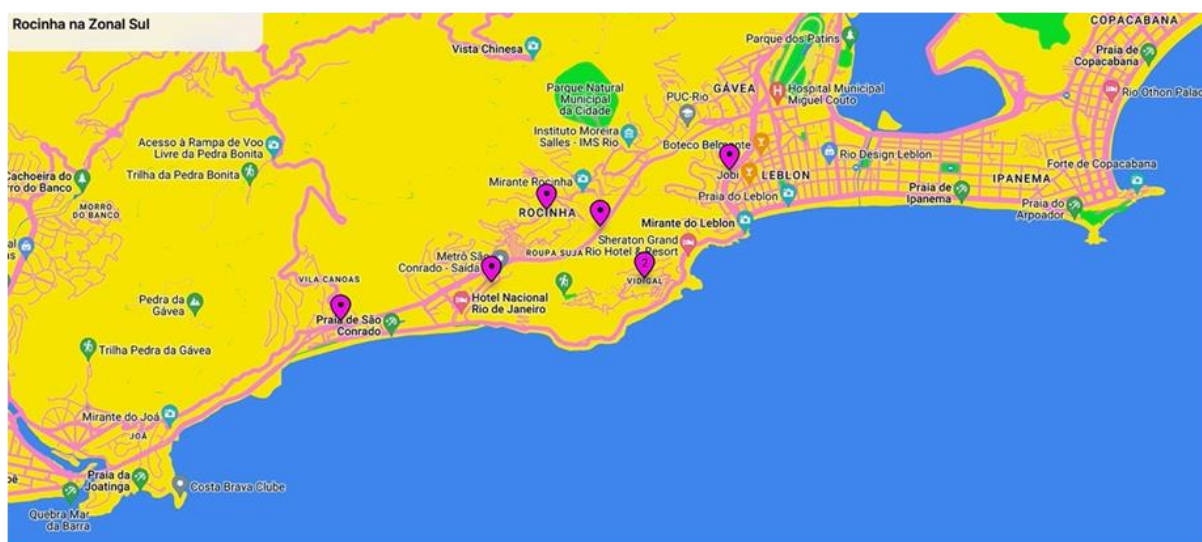 Rocinha na Zonal Sul
COPACABANA
Parque dos Patins
Vista Chinesa
Praia de
Copacabana
GÁVEA
Parque Natural
Municipal
da Cidade
PUC-Rio
Hospital Municipal
Miguel Couto
Rio Othon Palac
Instituto Moreira
Salles - IMS Rio
Acesso à Rampa de Voo
Livre da Pedra Bonita
Boteco Belmonte
Rio Design Leblon
Forte de Copacabana
Cachoeira do
rro do Banco
Trilha da Pedra Bonita
Mirante Rocinha
Jobi
LEBLON
IPANEMA
Praia do Leblon
Praia de
Ipanema
MORRO
DO BANCO
ROCINHA
Mirante do Leblon
Praia do
Arpoador
al
as
Metrô São
Conrado - Saída
ROUPA SUJA
Sheraton Grand
Rio Hotel & Resort
2
VIDIGAL
VILA CANOAS
Pedra da
Gávea
Hotel Nacional
Rio de Janeiro
Praia de São
Conrado
Trilha Pedra da Gávea
Mirante do Joá
JOÁ
bê
Praia da
Joatinga
Costa Brava Clube
Quebra Mar
da Barra